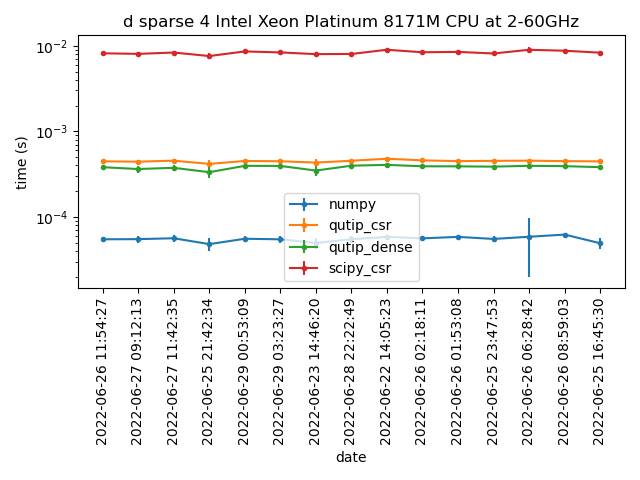 d sparse 4 Intel Xeon Platinum 8171M CPU at 2-60GHz
time (s)
10⁻²
10⁻³
10⁻⁴
numpy
qutip_csr
qutip_dense
scipy_csr
2022-06-26 11:54:27
2022-06-27 09:12:13
2022-06-27 11:42:35
2022-06-25 21:42:34
2022-06-29 00:53:09
2022-06-29 03:23:27
2022-06-23 14:46:20
2022-06-28 22:22:49
2022-06-22 14:05:23
2022-06-26 02:18:11
2022-06-26 01:53:08
2022-06-25 23:47:53
2022-06-26 06:28:42
2022-06-26 08:59:03
2022-06-25 16:45:30
date